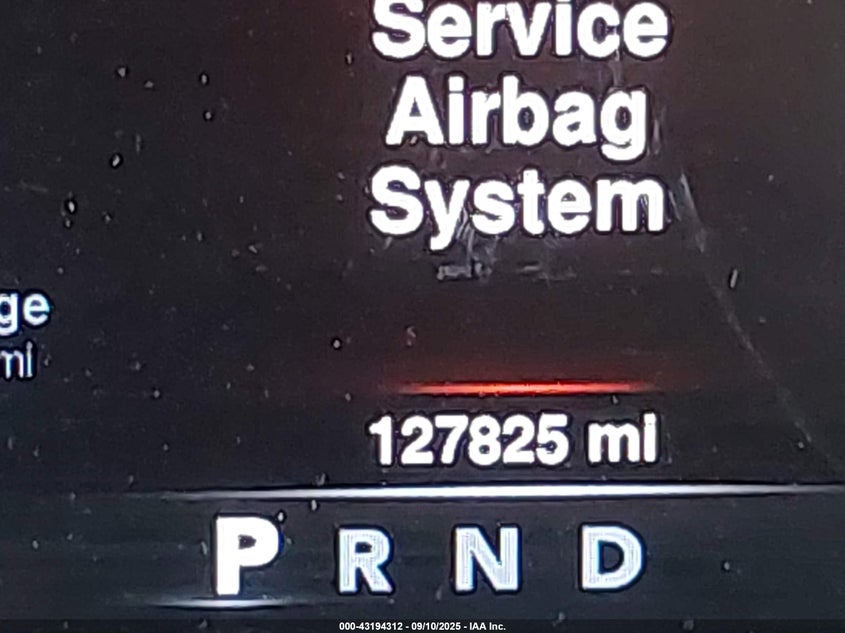 Service
Airbag
System
ge
mi
127825 mi
P R N D
000-43194312 - 09/10/2025 - IAA Inc.